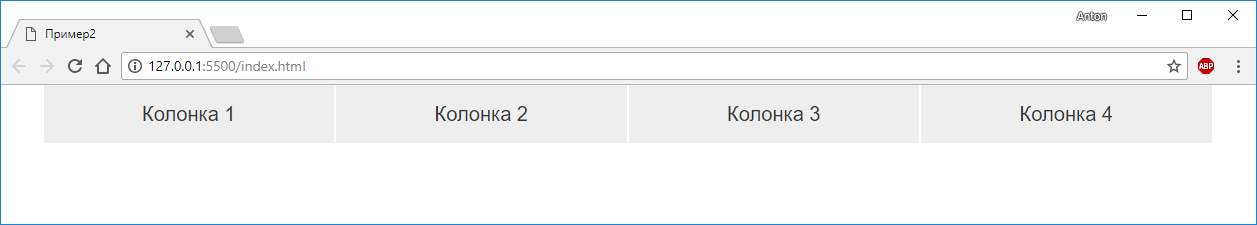 Anton
Пример2
127.0.0.1:5500/index.html ABP
Колонка 1 Колонка 2 Колонка 3 Колонка 4